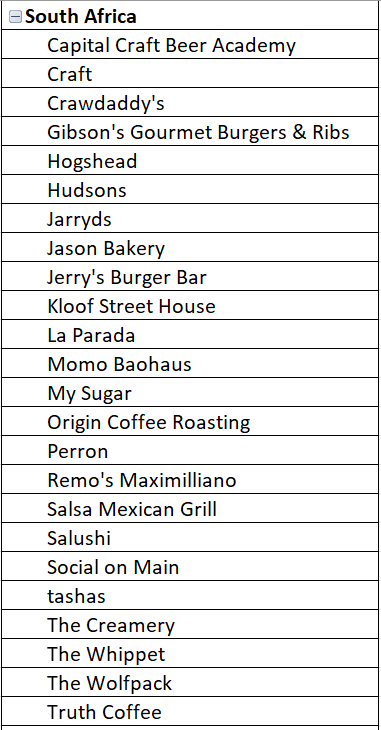 South Africa
Capital Craft Beer Academy
Craft
Crawdaddy's
Gibson's Gourmet Burgers & Ribs
Hogshead
Hudsons
Jarryds
Jason Bakery
Jerry's Burger Bar
Kloof Street House
La Parada
Momo Baohaus
My Sugar
Origin Coffee Roasting
Perron
Remo's Maximilliano
Salsa Mexican Grill
Salushi
Social on Main
tashas
The Creamery
The Whippet
The Wolfpack
Truth Coffee